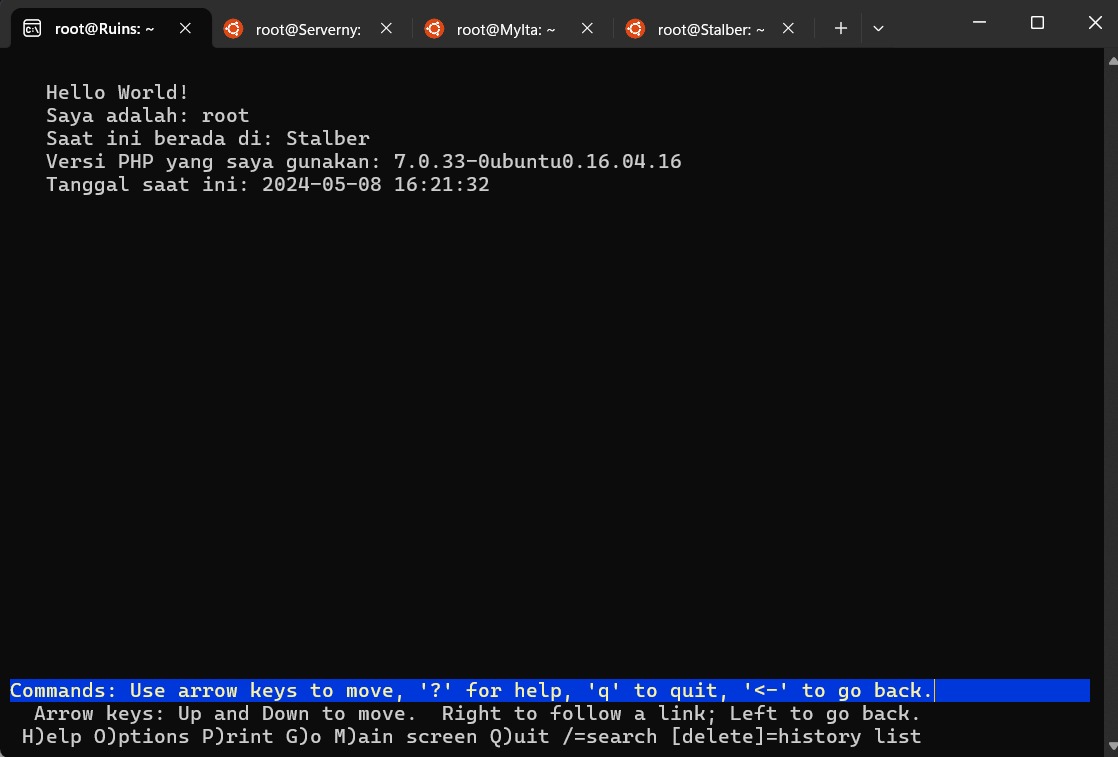 root@Ruins: ~
root@Serverny:
root@Mylta: ~
root@Stalber: ~
Hello World!
Saya adalah: root
Saat ini berada di: Stalber
Versi PHP yang saya gunakan: 7.0.33-0ubuntu0.16.04.16
Tanggal saat ini: 2024-05-08 16:21:32
Commands: Use arrow keys to move, '?' for help, 'q' to quit, '<-' to go back.
Arrow keys: Up and Down to move.  Right to follow a link; Left to go back.
H)elp O)ptions P)rint G)o M)ain screen Q)uit /=search [delete]=history list